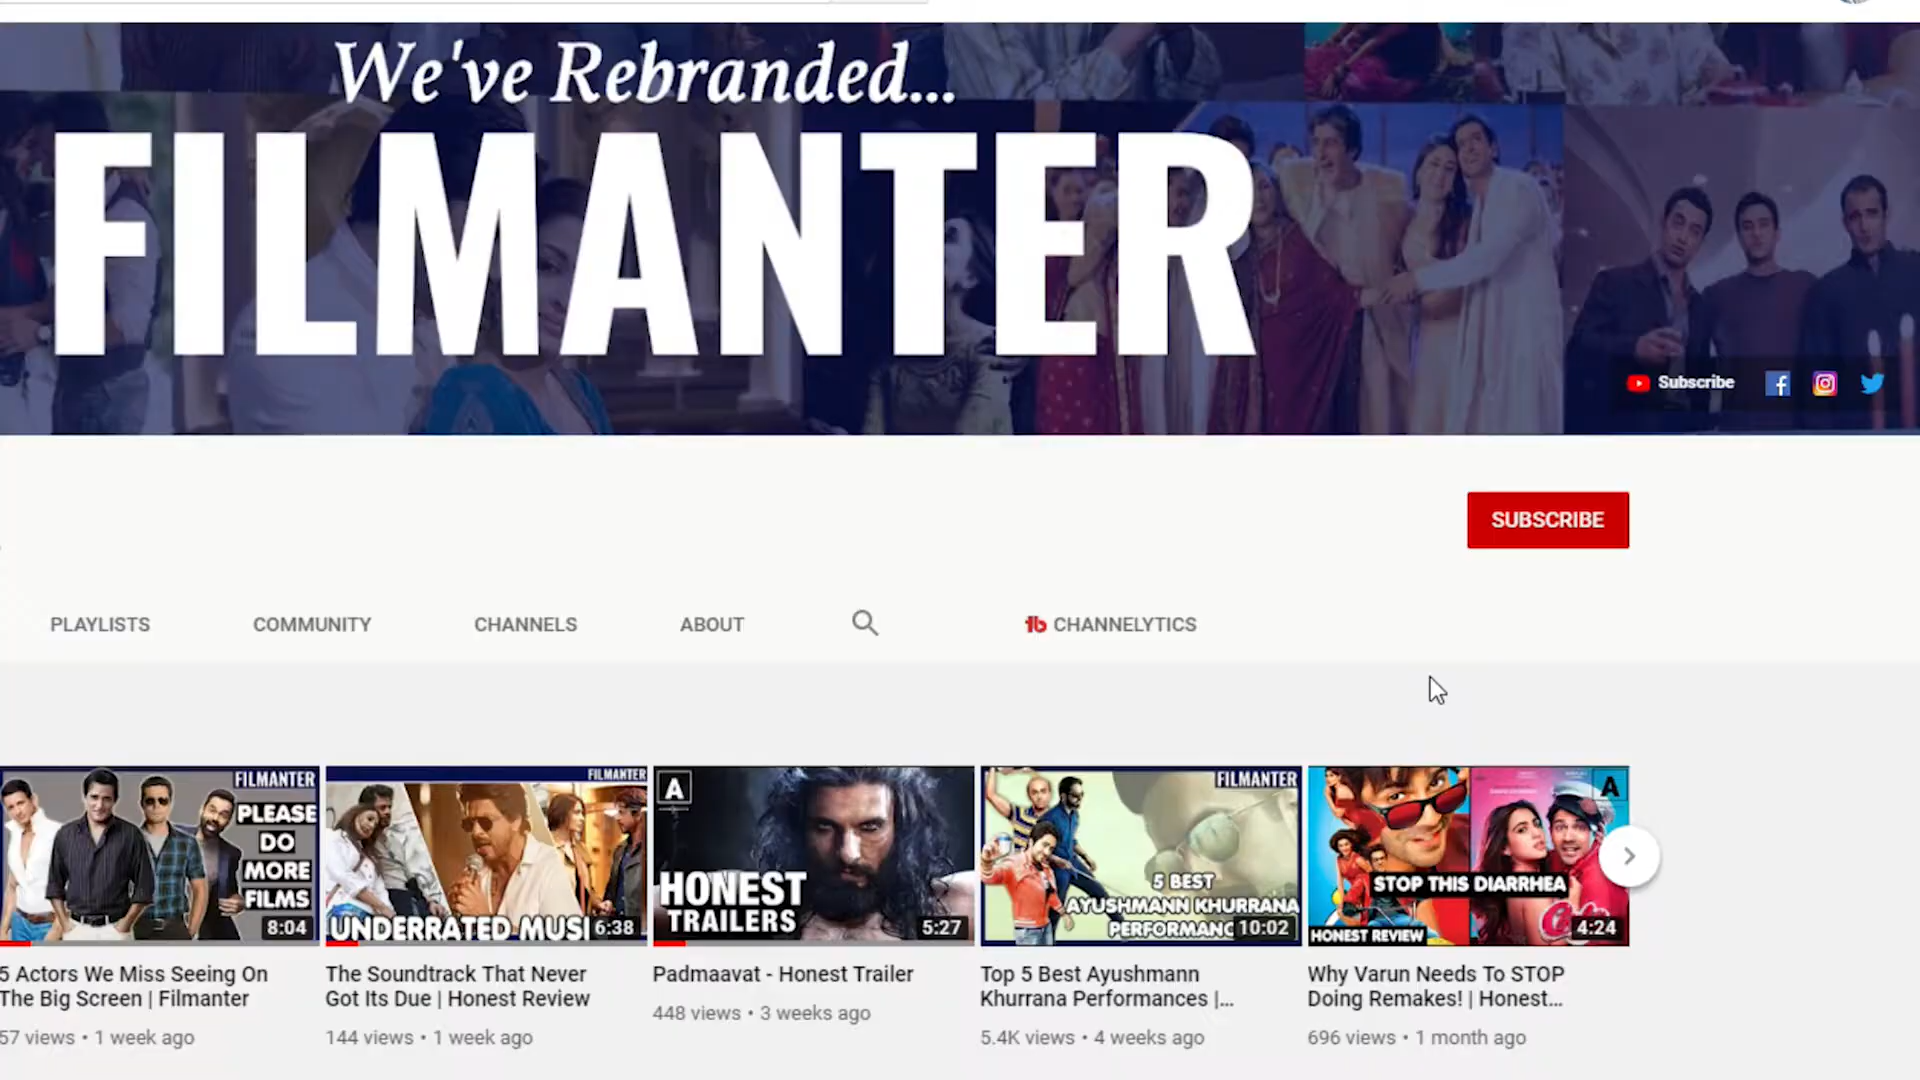 We've Rebranded...
FILMANTER
Subscribe
SUBSCRIBE
PLAYLISTS COMMUNITY CHANNELS ABOUT CHANNELYTICS
FILMANTER
PLEASE
DO
MORE
FILMS
8:04
FILMANTER
UNDERRATED MUSI
6:38
A
HONEST
TRAILERS
5:27
FILMANTER
5 BEST
AYUSHMANN KHURRANA
PERFORMANC
10:02
A
STOP THIS DIARRHEA
HONEST REVIEW
4:24
5 Actors We Miss Seeing On
The Big Screen | Filmanter
57 views • 1 week ago
The Soundtrack That Never
Got Its Due | Honest Review
144 views • 1 week ago
Padmaavat - Honest Trailer
448 views • 3 weeks ago
Top 5 Best Ayushmann
Khurrana Performances |...
5.4K views • 4 weeks ago
Why Varun Needs To STOP
Doing Remakes! | Honest...
696 views • 1 month ago